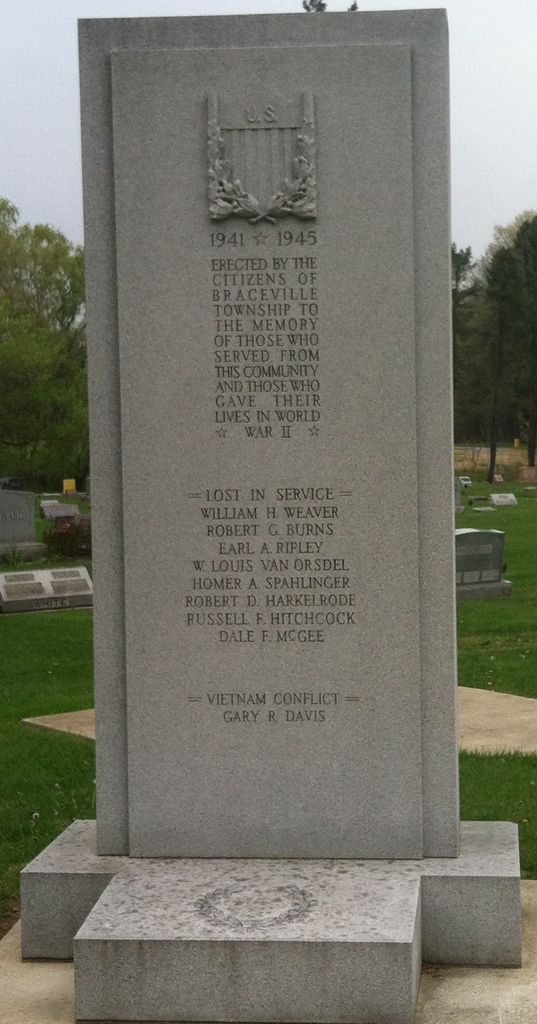 U.S.
1941 ☆ 1945
ERECTED BY THE
CITIZENS OF
BRACEVILLE
TOWNSHIP TO
THE MEMORY
OF THOSE WHO
SERVED FROM
THIS COMMUNITY
AND THOSE WHO
GAVE THEIR
LIVES IN WORLD
☆ WAR II ☆
= LOST IN SERVICE =
WILLIAM H. WEAVER
ROBERT G. BURNS
EARL A. RIPLEY
W. LOUIS VAN ORSDEL
HOMER A. SPAHLINGER
ROBERT D. HARKELRODE
RUSSELL F. HITCHCOCK
DALE F. MCGEE
= VIETNAM CONFLICT =
GARY R. DAVIS
WHITE